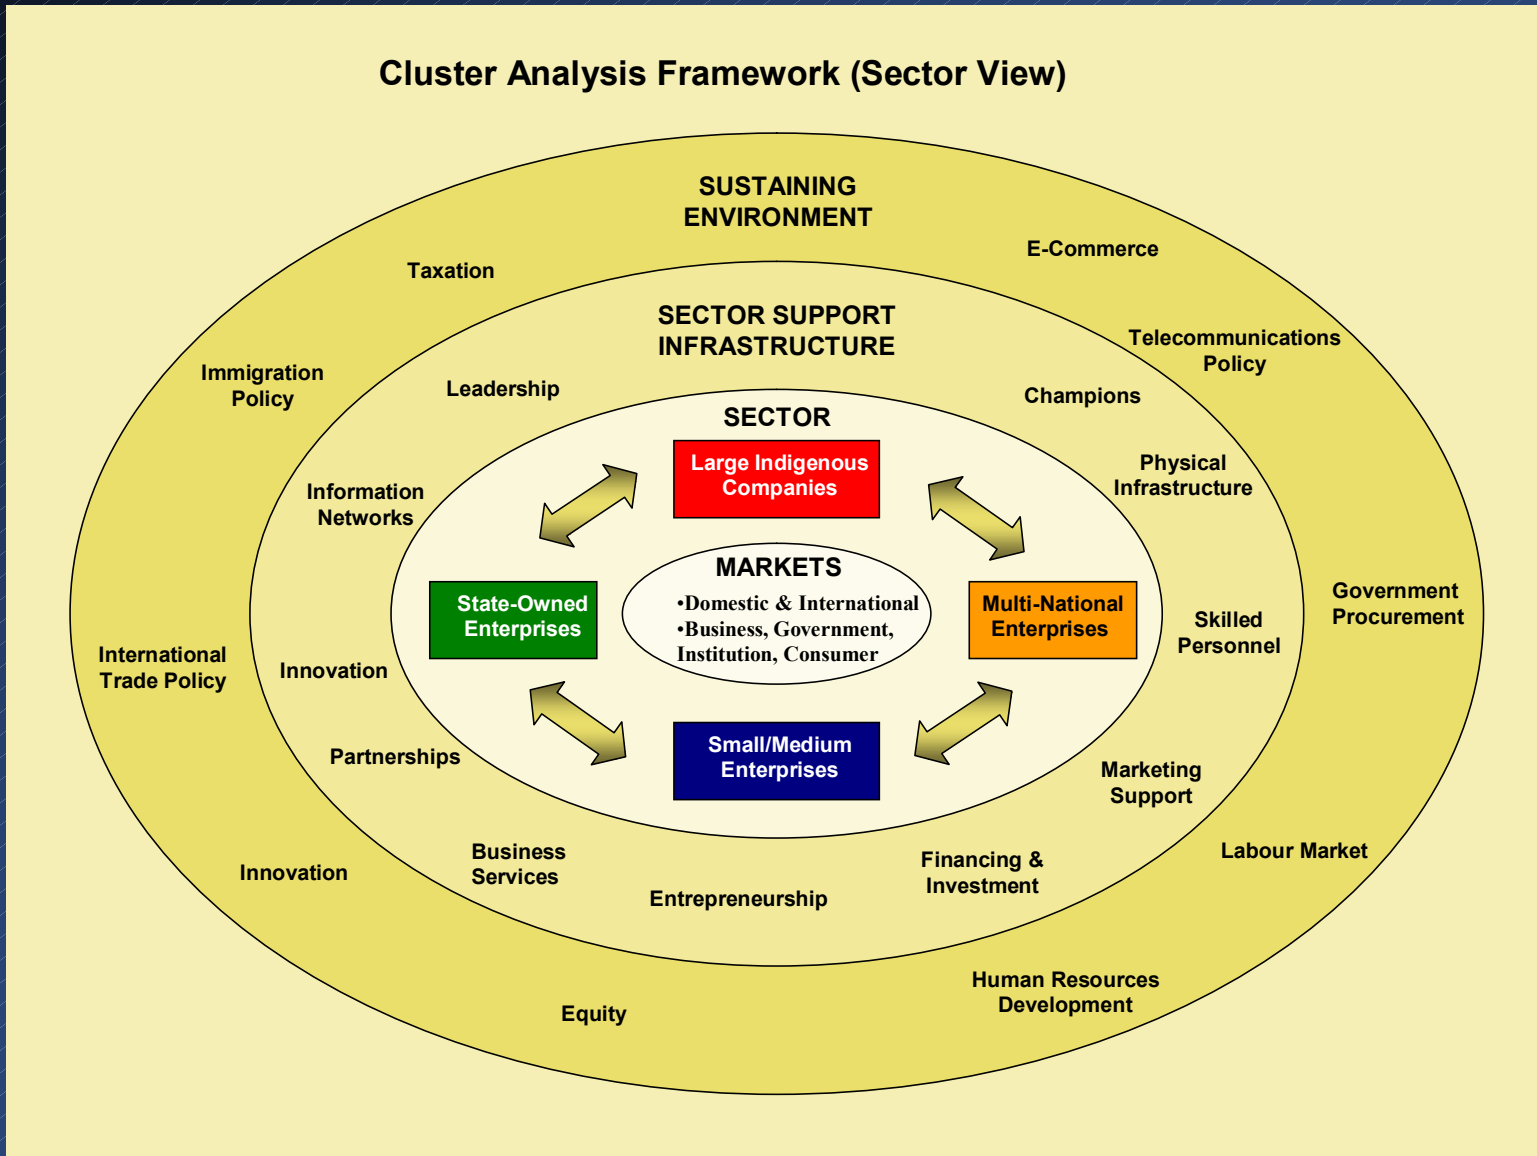 Cluster Analysis Framework (Sector View)
SUSTAINING
ENVIRONMENT
E-Commerce
Taxation
SECTOR SUPPORT
INFRASTRUCTURE
Telecommunications
Policy
Immigration
Policy
Leadership
Champions
SECTOR
Large Indigenous
Companies
Physical
Infrastructure
Information
Networks
MARKETS
•Domestic & International
•Business, Government,
Institution, Consumer
State-Owned
Enterprises
Multi-National
Enterprises
Government
Procurement
Skilled
Personnel
International
Trade Policy
Innovation
Partnerships
Small/Medium
Enterprises
Marketing
Support
Labour Market
Innovation
Business
Services
Entrepreneurship
Financing &
Investment
Human Resources
Development
Equity